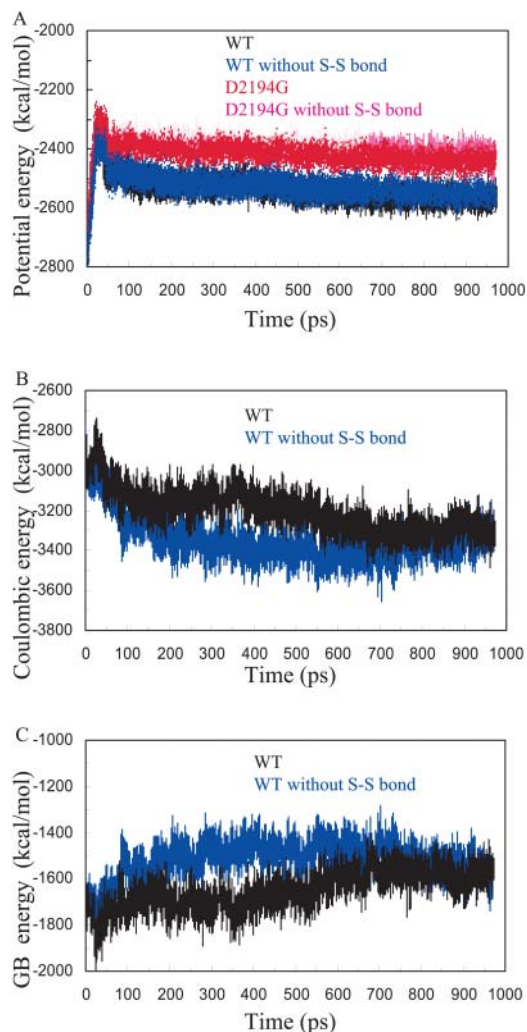 A
Potential energy (kcal/mol)
-2000
-2200
-2400
-2600
-2800
WT
WT without S-S bond
D2194G
D2194G without S-S bond
0 100 200 300 400 500 600 700 800 900 1000
Time (ps)
B
Coulombic energy (kcal/mol)
-2600
-2800
-3000
-3200
-3400
-3600
-3800
WT
WT without S-S bond
0 100 200 300 400 500 600 700 800 900 1000
Time (ps)
C
GB energy (kcal/mol)
-1000
-1200
-1400
-1600
-1800
-2000
WT
WT without S-S bond
0 100 200 300 400 500 600 700 800 900 1000
Time (ps)